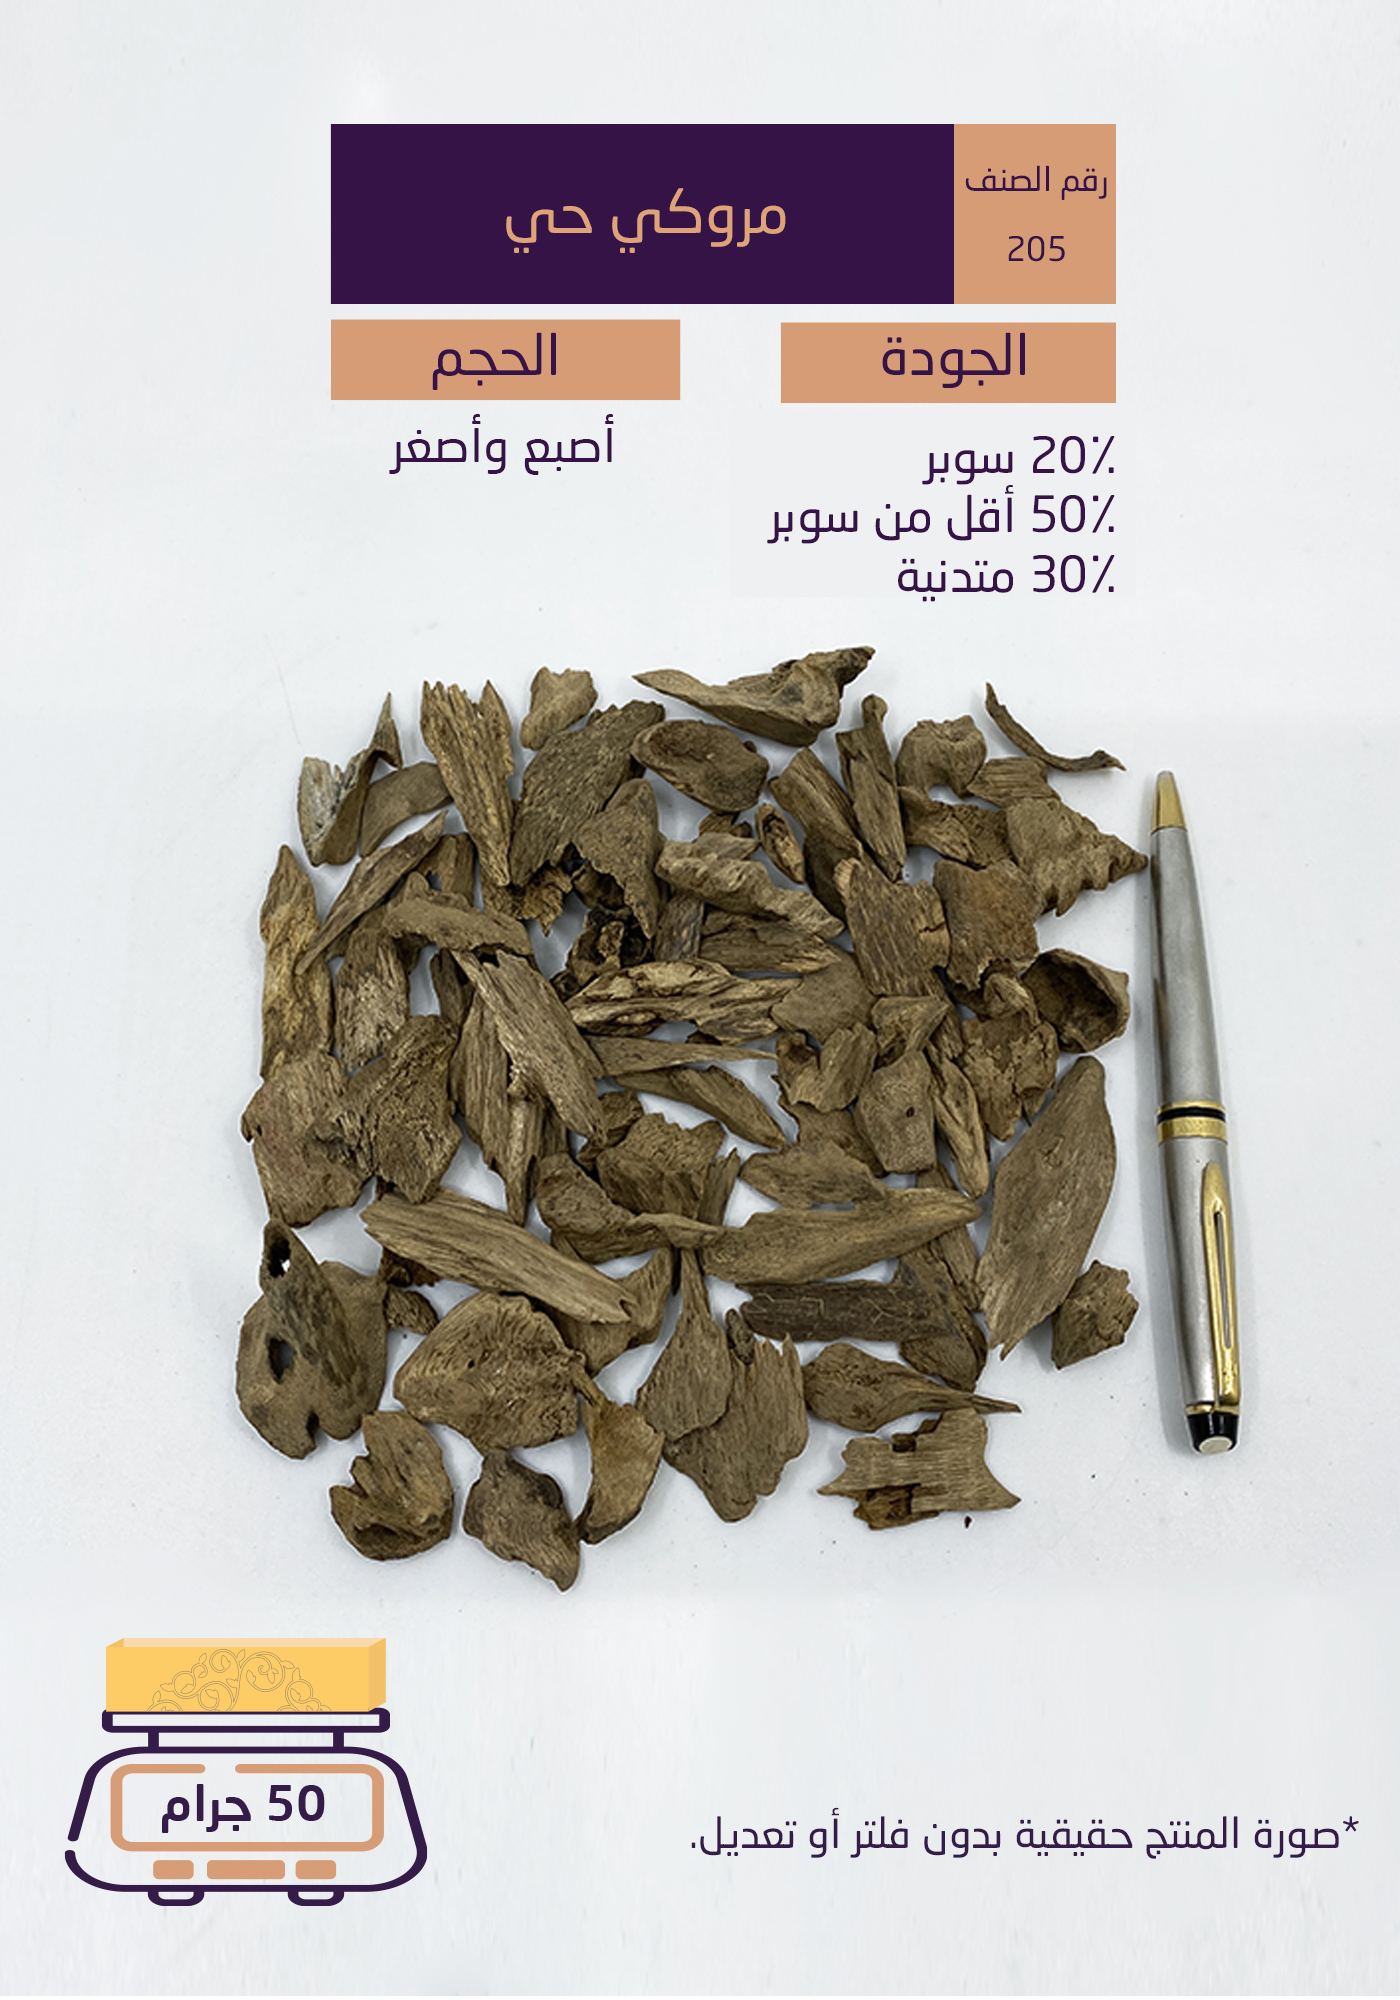 رقم الصنف
205
مروكي حي
الجودة
20٪ سوبر
50٪ أقل من سوبر
30٪ متدنية
الحجم
أصبع وأصغر
50 جرام
*صورة المنتج حقيقية بدون فلتر أو تعديل.